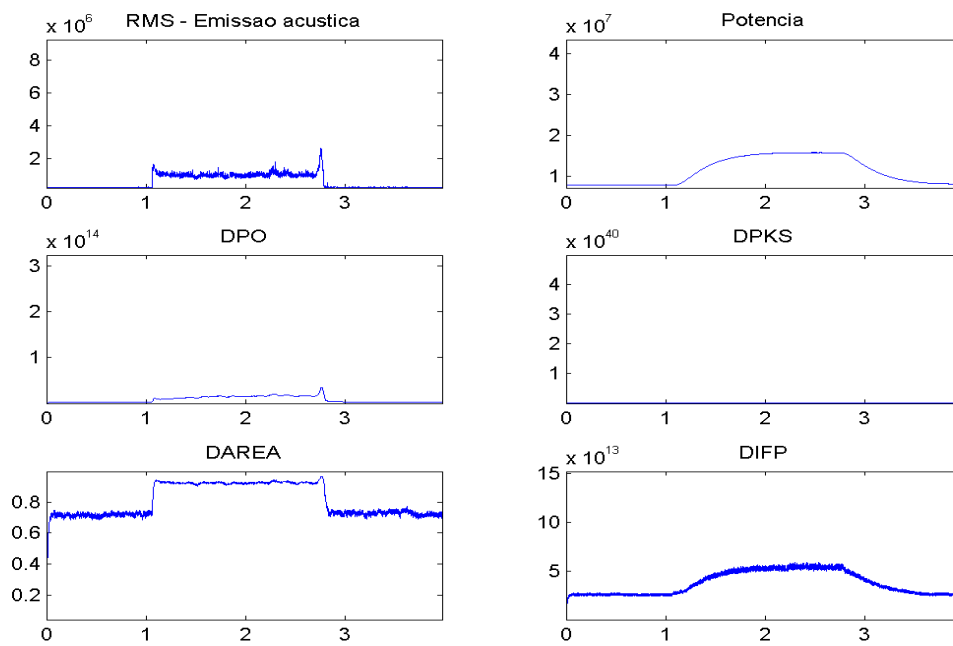 RMS - Emissao acustica
x 10^6
8
6
4
2
0 1 2 3
Potencia
x 10^7
4
3
2
1
0 1 2 3
DPO
x 10^14
3
2
1
0 1 2 3
DPKS
x 10^40
4
3
2
1
0 1 2 3
DAREA
0.8
0.6
0.4
0.2
0 1 2 3
DIFP
x 10^13
15
10
5
0 1 2 3